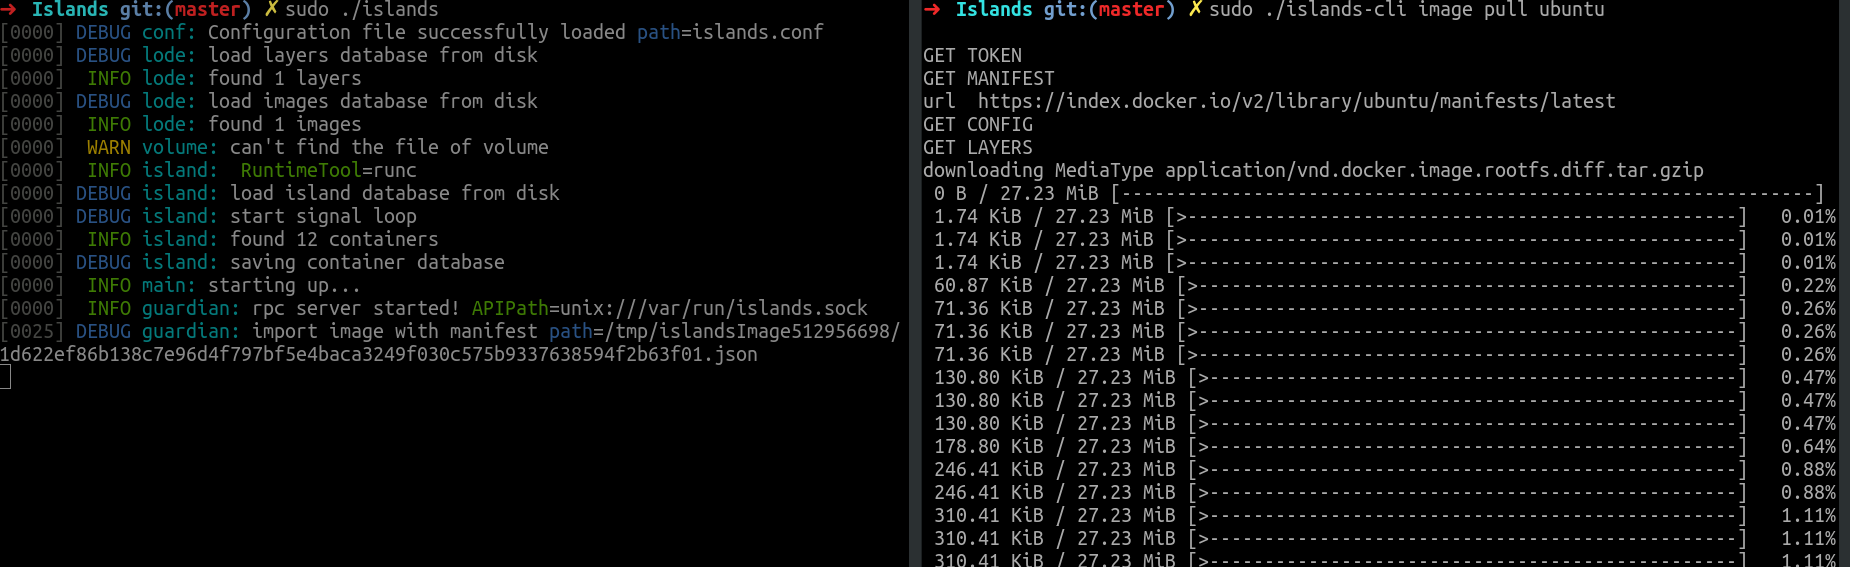 ➜ Islands git:(master) ✗ sudo ./islands
[0000] DEBUG conf: Configuration file successfully loaded path=islands.conf
[0000] DEBUG lode: load layers database from disk
[0000]  INFO lode: found 1 layers
[0000] DEBUG lode: load images database from disk
[0000]  INFO lode: found 1 images
[0000]  WARN volume: can't find the file of volume
[0000]  INFO island:  RuntimeTool=runc
[0000] DEBUG island: load island database from disk
[0000] DEBUG island: start signal loop
[0000]  INFO island: found 12 containers
[0000] DEBUG island: saving container database
[0000]  INFO main: starting up...
[0000]  INFO guardian: rpc server started! APIPath=unix:///var/run/islands.sock
[0025] DEBUG guardian: import image with manifest path=/tmp/islandsImage512956698/
1d622ef86b138c7e96d4f797bf5e4baca3249f030c575b9337638594f2b63f01.json
➜ Islands git:(master) ✗ sudo ./islands-cli image pull ubuntu
GET TOKEN
GET MANIFEST
url  https://index.docker.io/v2/library/ubuntu/manifests/latest
GET CONFIG
GET LAYERS
downloading MediaType application/vnd.docker.image.rootfs.diff.tar.gzip
0 B / 27.23 MiB [---------------------------------------------------------------]
1.74 KiB / 27.23 MiB [>--------------------------------------------------]   0.01%
1.74 KiB / 27.23 MiB [>--------------------------------------------------]   0.01%
1.74 KiB / 27.23 MiB [>--------------------------------------------------]   0.01%
60.87 KiB / 27.23 MiB [>-------------------------------------------------]   0.22%
71.36 KiB / 27.23 MiB [>-------------------------------------------------]   0.26%
71.36 KiB / 27.23 MiB [>-------------------------------------------------]   0.26%
71.36 KiB / 27.23 MiB [>-------------------------------------------------]   0.26%
130.80 KiB / 27.23 MiB [>------------------------------------------------]   0.47%
130.80 KiB / 27.23 MiB [>------------------------------------------------]   0.47%
130.80 KiB / 27.23 MiB [>------------------------------------------------]   0.47%
178.80 KiB / 27.23 MiB [>------------------------------------------------]   0.64%
246.41 KiB / 27.23 MiB [>------------------------------------------------]   0.88%
246.41 KiB / 27.23 MiB [>------------------------------------------------]   0.88%
310.41 KiB / 27.23 MiB [>------------------------------------------------]   1.11%
310.41 KiB / 27.23 MiB [>------------------------------------------------]   1.11%
310.41 KiB / 27.23 MiB [>------------------------------------------------]   1.11%